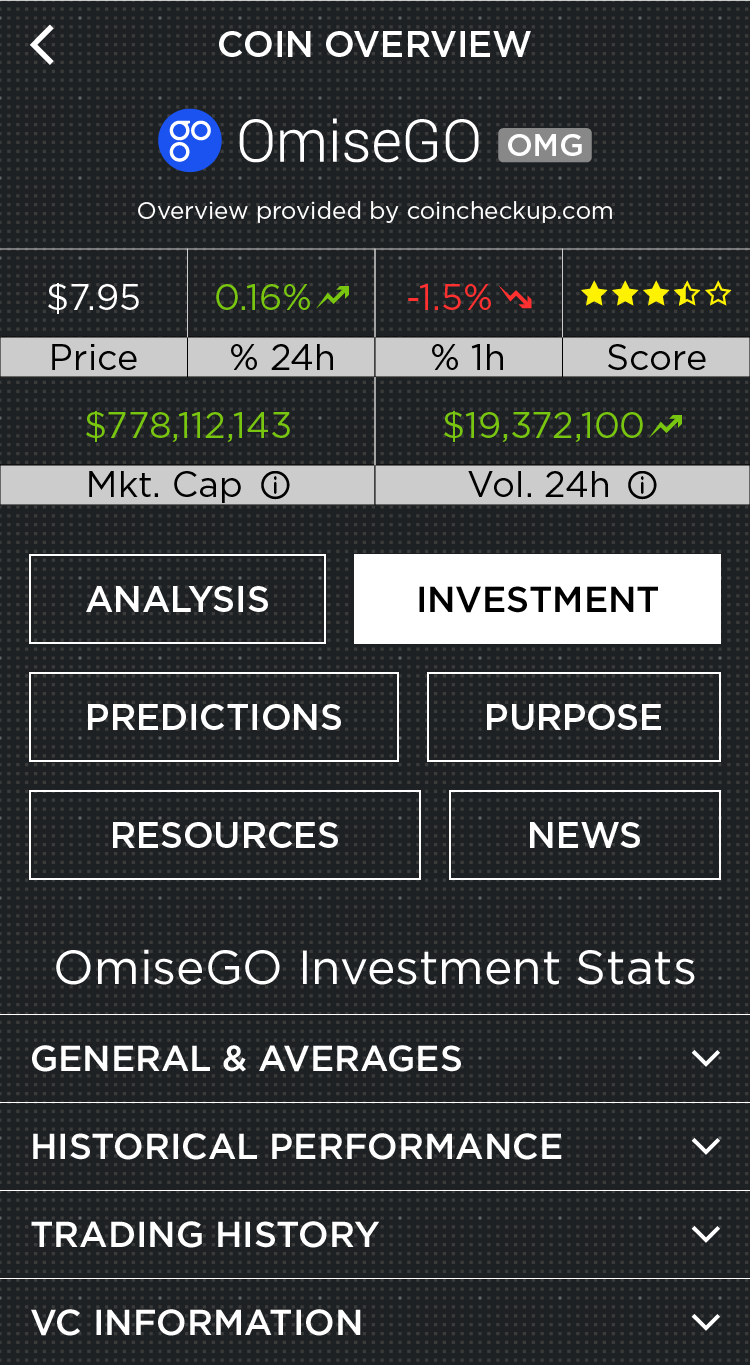 COIN OVERVIEW
OmiseGO OMG
Overview provided by coincheckup.com
$7.95 0.16% -1.5%
Price % 24h % 1h Score
$778,112,143 $19,372,100
Mkt. Cap Vol. 24h
ANALYSIS INVESTMENT
PREDICTIONS PURPOSE
RESOURCES NEWS
OmiseGO Investment Stats
GENERAL & AVERAGES
HISTORICAL PERFORMANCE
TRADING HISTORY
VC INFORMATION